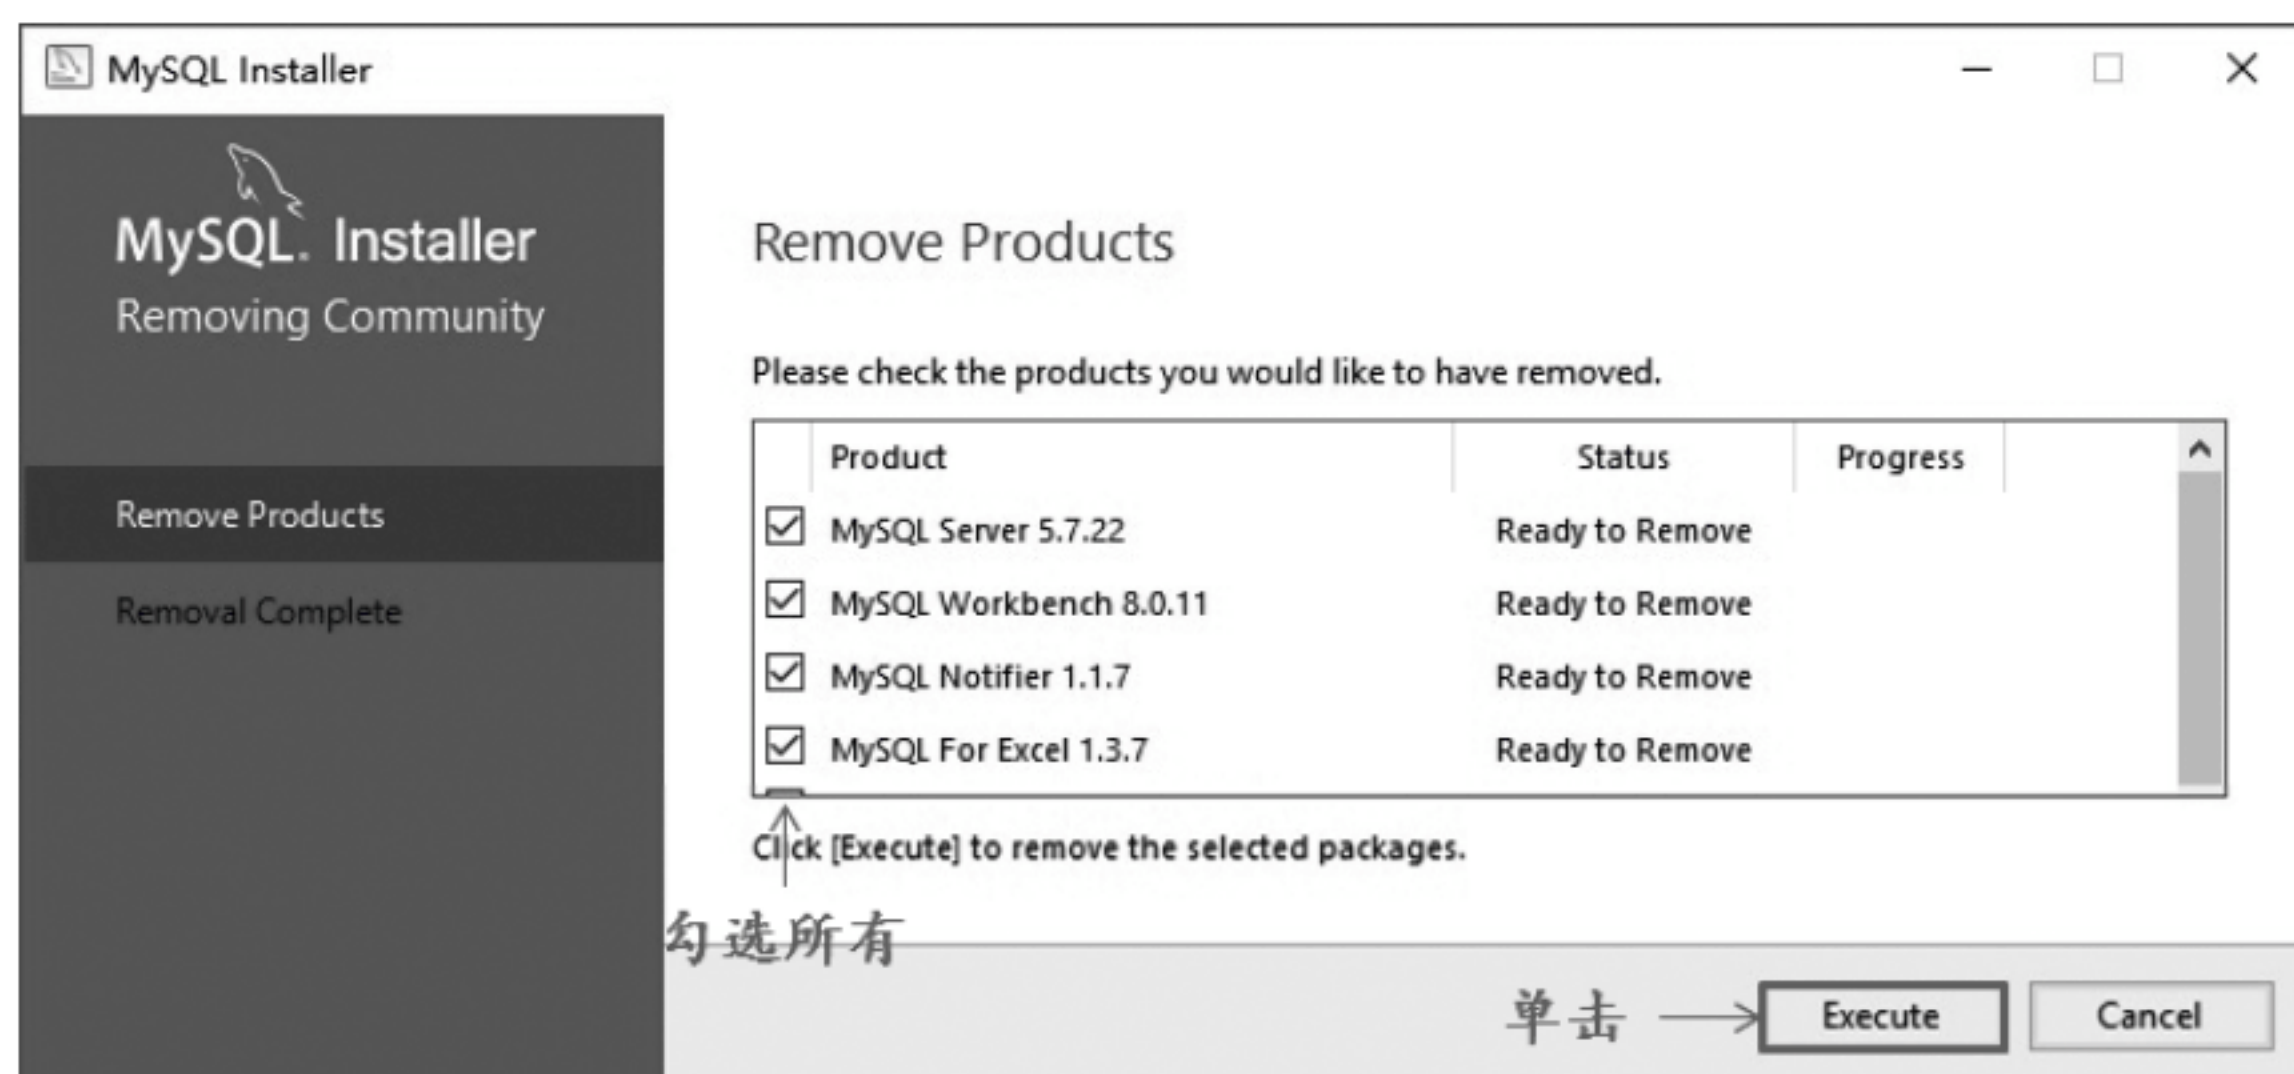 MySQL Installer
MySQL. Installer
Removing Community
Remove Products
Removal Complete
Remove Products
Please check the products you would like to have removed.
Product Status Progress
MySQL Server 5.7.22 Ready to Remove
MySQL Workbench 8.0.11 Ready to Remove
MySQL Notifier 1.1.7 Ready to Remove
MySQL For Excel 1.3.7 Ready to Remove
Click [Execute] to remove the selected packages.
勾选所有
单击 Execute Cancel